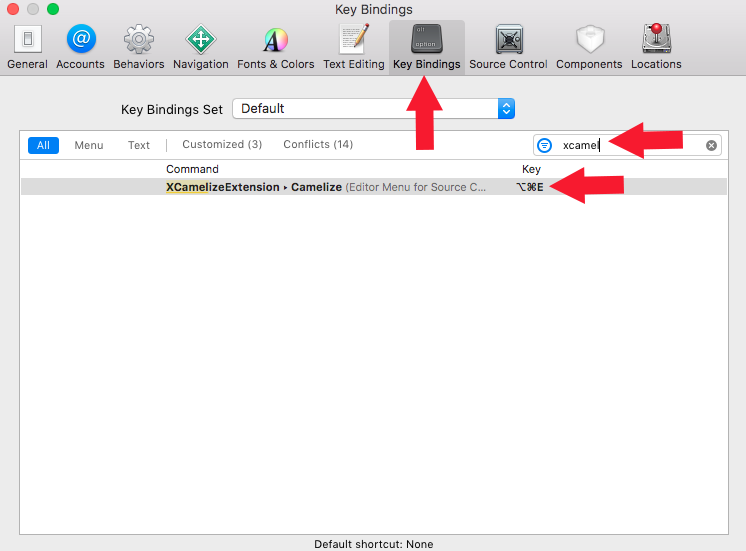 Key Bindings
General Accounts Behaviors Navigation Fonts & Colors Text Editing alt option Key Bindings Source Control Components Locations
Key Bindings Set Default
All Menu Text Customized (3) Conflicts (14) xcamel
Command Key
XCamelizeExtension ▸ Camelize (Editor Menu for Source C... ⌥⌘E
Default shortcut: None